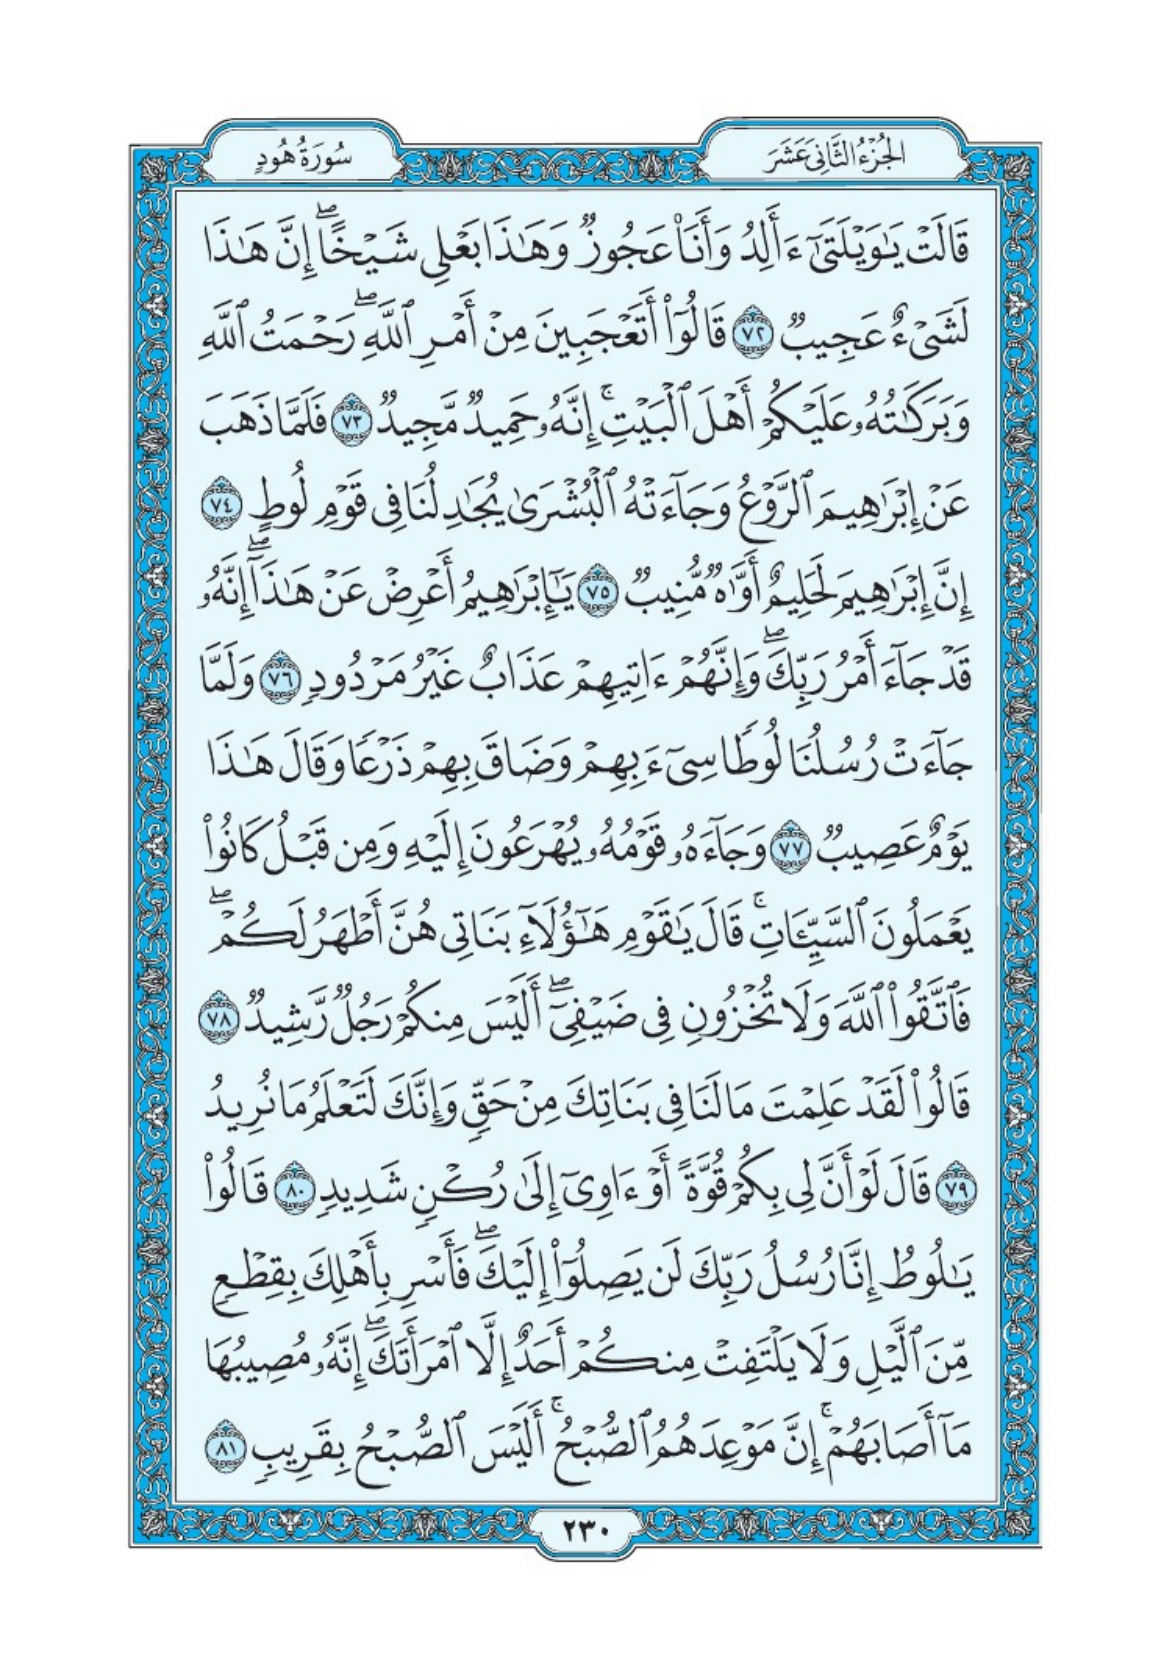 الجُزْءُ الثَّانِى عَشَرَ
سُورَةُ هُودٍ
قَالَتْ يَـٰوَيْلَتَىٰٓ ءَأَلِدُ وَأَنَا۠ عَجُوزٌ وَهَـٰذَا بَعْلِى شَيْخًاۖ إِنَّ هَـٰذَا
لَشَىْءٌ عَجِيبٌ ٧٢ قَالُوٓا۟ أَتَعْجَبِينَ مِنْ أَمْرِ ٱللَّهِۖ رَحْمَتُ ٱللَّهِ
وَبَرَكَـٰتُهُۥ عَلَيْكُمْ أَهْلَ ٱلْبَيْتِۚ إِنَّهُۥ حَمِيدٌ مَّجِيدٌ ٧٣ فَلَمَّا ذَهَبَ
عَنْ إِبْرَٰهِيمَ ٱلرَّوْعُ وَجَآءَتْهُ ٱلْبُشْرَىٰ يُجَـٰدِلُنَا فِى قَوْمِ لُوطٍ ٧٤
إِنَّ إِبْرَٰهِيمَ لَحَلِيمٌ أَوَّٰهٌ مُّنِيبٌ ٧٥ يَـٰٓإِبْرَٰهِيمُ أَعْرِضْ عَنْ هَـٰذَآۖ إِنَّهُۥ
قَدْ جَآءَ أَمْرُ رَبِّكَۖ وَإِنَّهُمْ ءَاتِيهِمْ عَذَابٌ غَيْرُ مَرْدُودٍ ٧٦ وَلَمَّا
جَآءَتْ رُسُلُنَا لُوطًا سِىٓءَ بِهِمْ وَضَاقَ بِهِمْ ذَرْعًا وَقَالَ هَـٰذَا
يَوْمٌ عَصِيبٌ ٧٧ وَجَآءَهُۥ قَوْمُهُۥ يُهْرَعُونَ إِلَيْهِ وَمِن قَبْلُ كَانُوا۟
يَعْمَلُونَ ٱلسَّيِّـَٔاتِۚ قَالَ يَـٰقَوْمِ هَـٰٓؤُلَآءِ بَنَاتِى هُنَّ أَطْهَرُ لَكُمْۖ
فَٱتَّقُوا۟ ٱللَّهَ وَلَا تُخْزُونِ فِى ضَيْفِىٓۖ أَلَيْسَ مِنكُمْ رَجُلٌ رَّشِيدٌ ٧٨
قَالُوا۟ لَقَدْ عَلِمْتَ مَا لَنَا فِى بَنَاتِكَ مِنْ حَقٍّ وَإِنَّكَ لَتَعْلَمُ مَا نُرِيدُ
٧٩ قَالَ لَوْ أَنَّ لِى بِكُمْ قُوَّةً أَوْ ءَاوِىٓ إِلَىٰ رُكْنٍ شَدِيدٍ ٨٠ قَالُوا۟
يَـٰلُوطُ إِنَّا رُسُلُ رَبِّكَ لَن يَصِلُوٓا۟ إِلَيْكَۖ فَأَسْرِ بِأَهْلِكَ بِقِطْعٍ
مِّنَ ٱلَّيْلِ وَلَا يَلْتَفِتْ مِنكُمْ أَحَدٌ إِلَّا ٱمْرَأَتَكَۖ إِنَّهُۥ مُصِيبُهَا
مَآ أَصَابَهُمْۚ إِنَّ مَوْعِدَهُمُ ٱلصُّبْحُۚ أَلَيْسَ ٱلصُّبْحُ بِقَرِيبٍ ٨١
٢٣٠